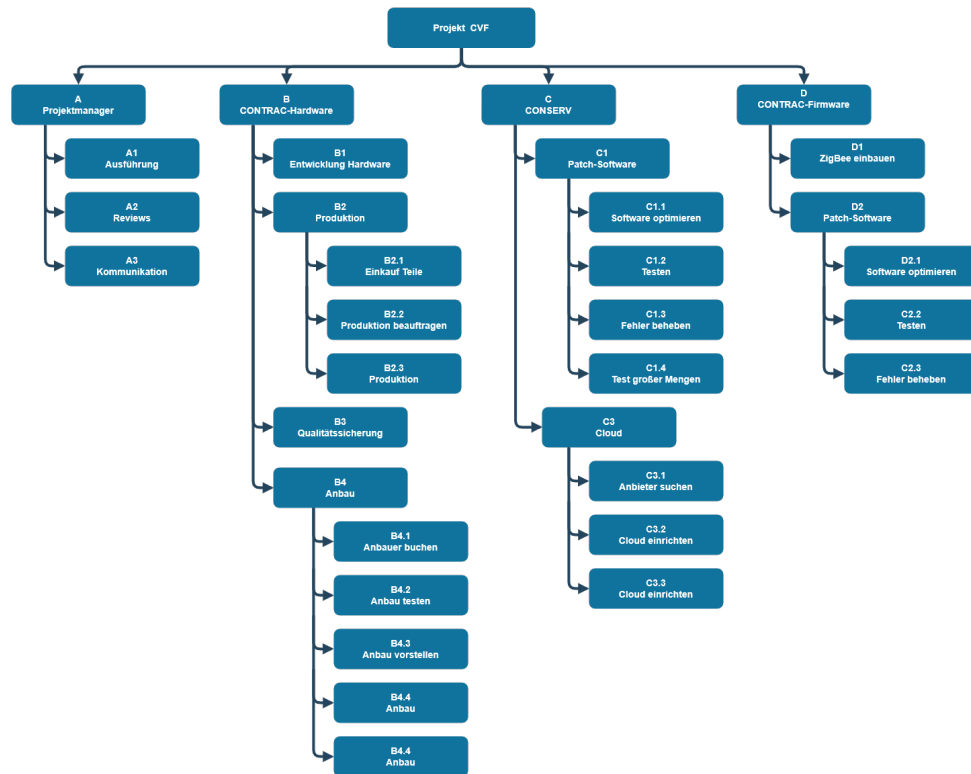 Projekt CVF
A
Projektmanager
A1
Ausführung
A2
Reviews
A3
Kommunikation
B
CONTRAC-Hardware
B1
Entwicklung Hardware
B2
Produktion
B2.1
Einkauf Teile
B2.2
Produktion beauftragen
B2.3
Produktion
B3
Qualitätssicherung
B4
Anbau
B4.1
Anbauer buchen
B4.2
Anbau testen
B4.3
Anbau vorstellen
B4.4
Anbau
B4.4
Anbau
C
CONSERV
C1
Patch-Software
C1.1
Software optimieren
C1.2
Testen
C1.3
Fehler beheben
C1.4
Test großer Mengen
C3
Cloud
C3.1
Anbieter suchen
C3.2
Cloud einrichten
C3.3
Cloud einrichten
D
CONTRAC-Firmware
D1
ZigBee einbauen
D2
Patch-Software
D2.1
Software optimieren
C2.2
Testen
C2.3
Fehler beheben